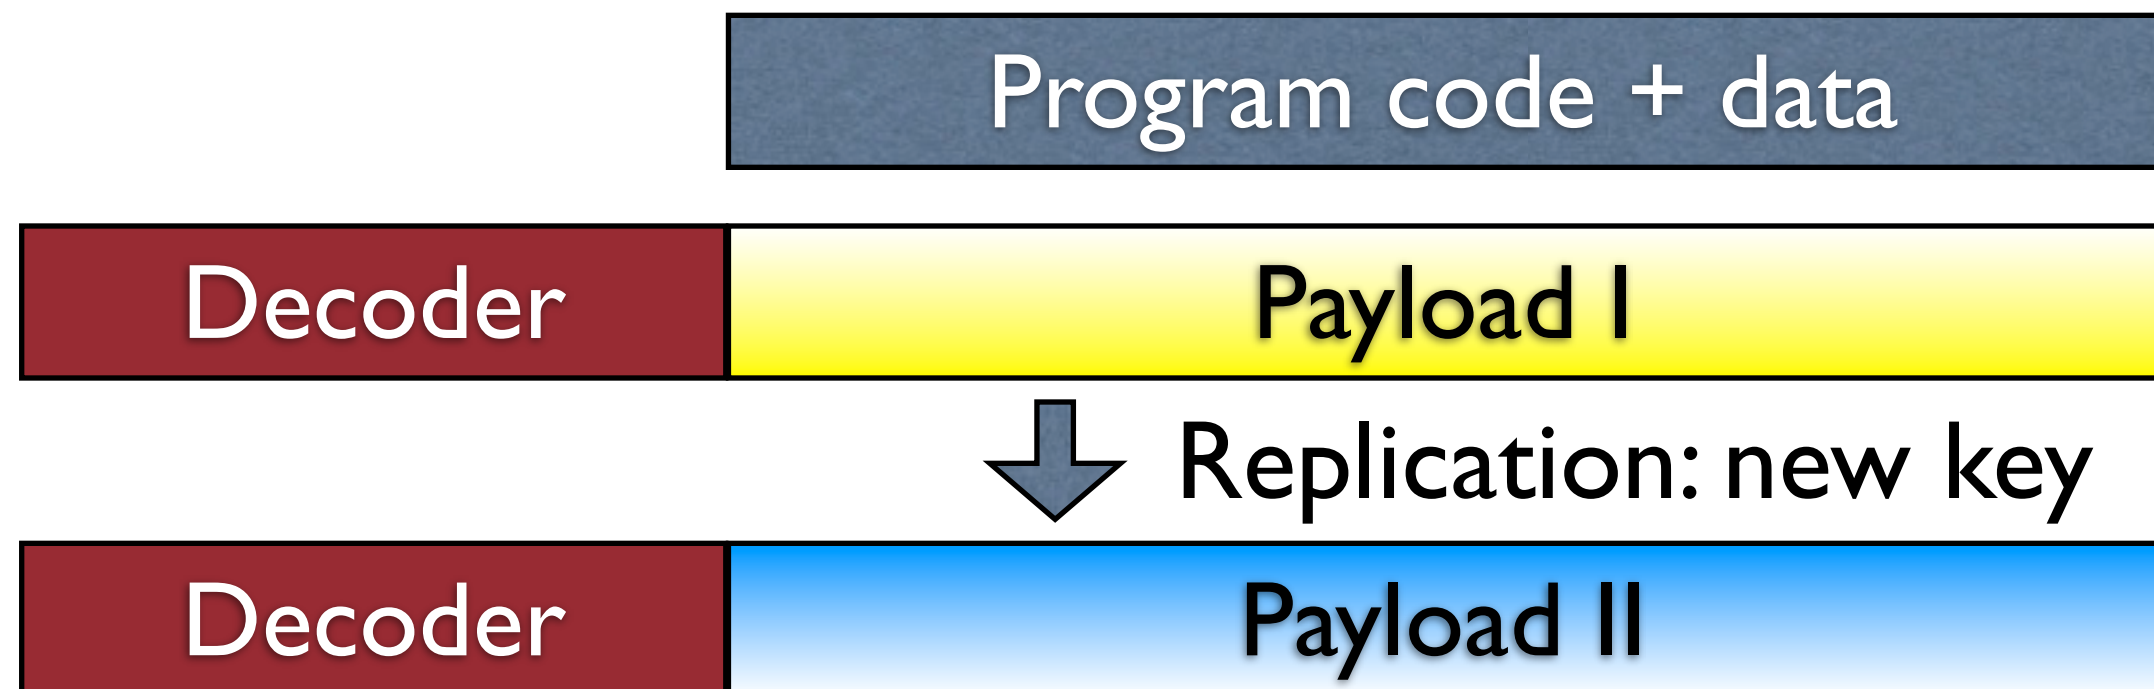 Program code + data
Decoder Payload I
Replication: new key
Decoder Payload II